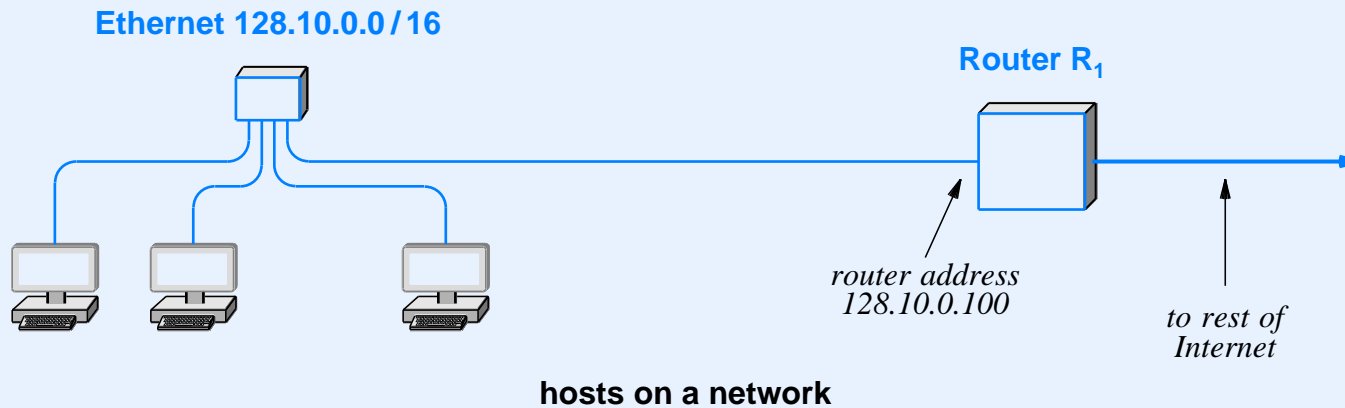 Ethernet 128.10.0.0 / 16
Router R1
router address
128.10.0.100
to rest of
Internet
hosts on a network